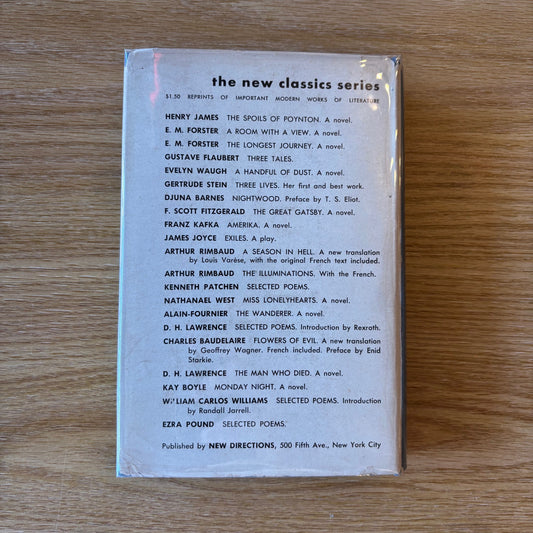 the new classics series
$1.50 REPRINTS OF IMPORTANT MODERN WORKS OF LITERATURE
HENRY JAMES THE SPOILS OF POYNTON. A novel.
E. M. FORSTER A ROOM WITH A VIEW. A novel.
E. M. FORSTER THE LONGEST JOURNEY. A novel.
GUSTAVE FLAUBERT THREE TALES.
EVELYN WAUGH A HANDFUL OF DUST. A novel.
GERTRUDE STEIN THREE LIVES. Her first and best work.
DJUNA BARNES NIGHTWOOD. Preface by T. S. Eliot.
F. SCOTT FITZGERALD THE GREAT GATSBY. A novel.
FRANZ KAFKA AMERIKA. A novel.
JAMES JOYCE EXILES. A play.
ARTHUR RIMBAUD A SEASON IN HELL. A new translation
by Louis Varèse, with the original French text included.
ARTHUR RIMBAUD THE ILLUMINATIONS. With the French.
KENNETH PATCHEN SELECTED POEMS.
NATHANAEL WEST MISS LONELYHEARTS. A novel.
ALAIN-FOURNIER THE WANDERER. A novel.
D. H. LAWRENCE SELECTED POEMS. Introduction by Rexroth.
CHARLES BAUDELAIRE FLOWERS OF EVIL. A new translation
by Geoffrey Wagner. French included. Preface by Enid
Starkie.
D. H. LAWRENCE THE MAN WHO DIED. A novel.
KAY BOYLE MONDAY NIGHT. A novel.
WILLIAM CARLOS WILLIAMS SELECTED POEMS. Introduction
by Randall Jarrell.
EZRA POUND SELECTED POEMS.
Published by NEW DIRECTIONS, 500 Fifth Ave., New York City